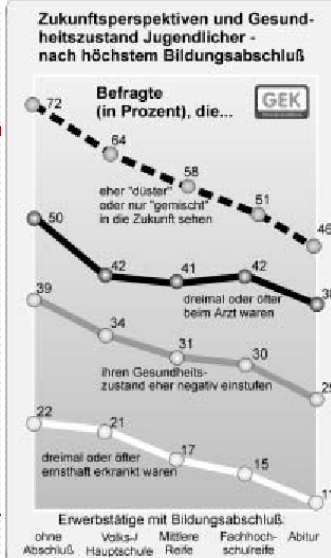 Zukunftsperspektiven und Gesund-
heitszustand Jugendlicher -
nach höchstem Bildungsabschluß
Befragte
(in Prozent), die...
GEK
72
64
58
51
46
eher "düster"
oder nur "gemischt"
in die Zukunft sehen
50
42
41
42
dreimal oder öfter
beim Arzt waren
39
34
31
30
ihren Gesundheits-
zustand eher negativ einstufen
22
21
17
15
dreimal oder öfter
ernsthaft erkrankt waren
Erwerbstätige mit Bildungsabschluß:
ohne Abschluß
Volks-/ Hauptschule
Mittlere Reife
Fachhoch- schulreife
Abitur